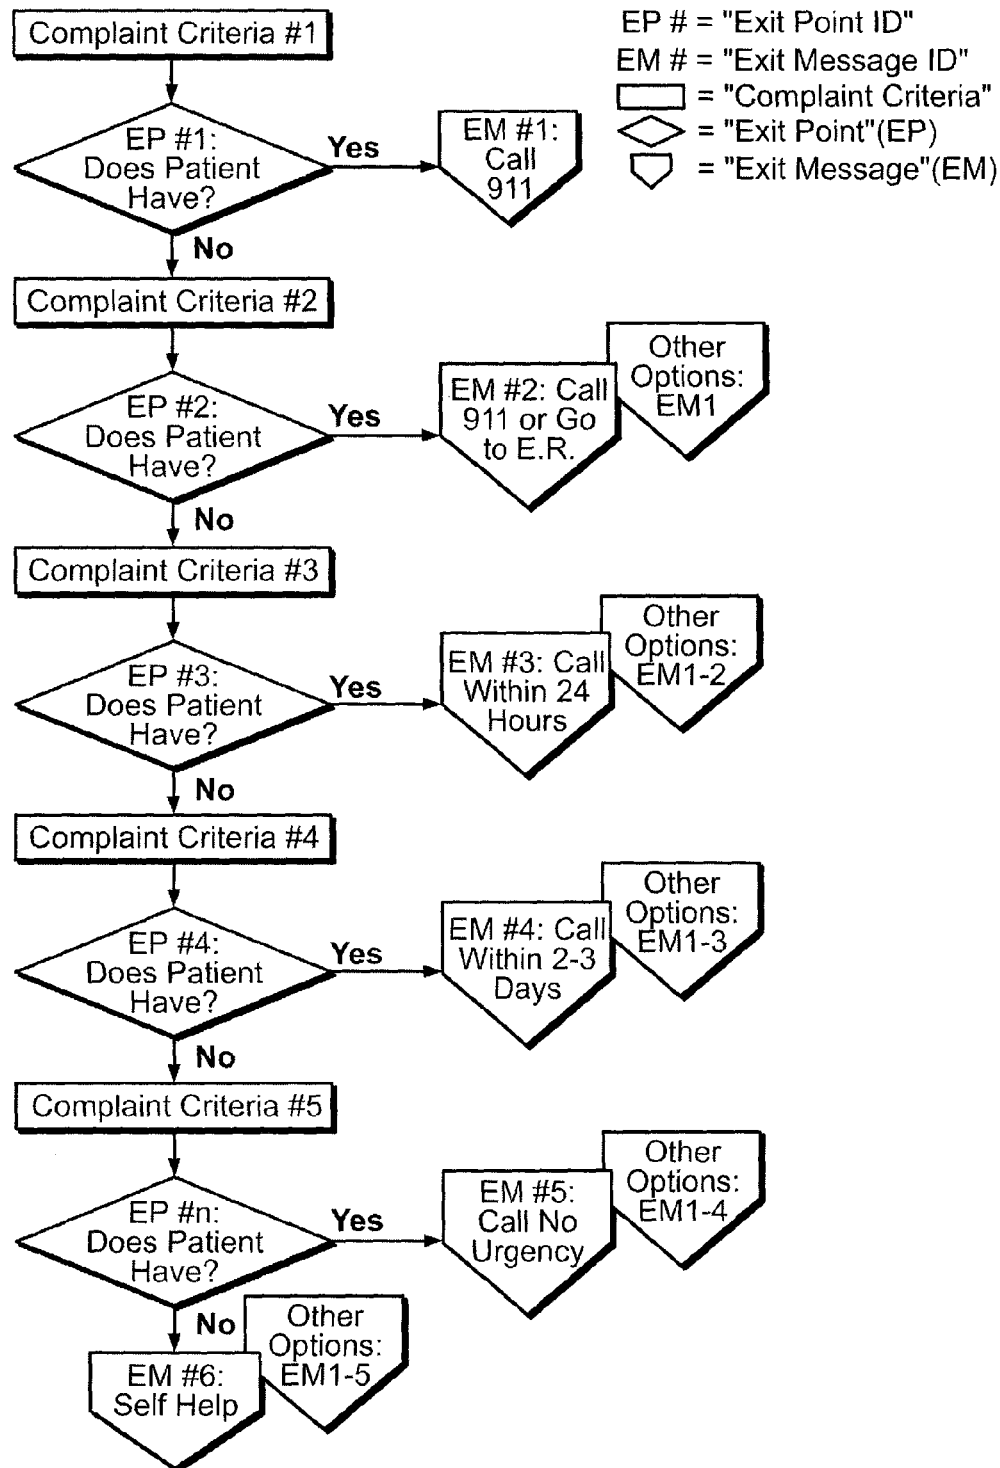 Complaint Criteria #1
EP #1:
Does Patient
Have?
Yes
EM #1:
Call
911
EP # = "Exit Point ID"
EM # = "Exit Message ID"
= "Complaint Criteria"
= "Exit Point"(EP)
= "Exit Message"(EM)
No
Complaint Criteria #2
EP #2:
Does Patient
Have?
Yes
EM #2: Call
911 or Go
to E.R.
Other
Options:
EM1
No
Complaint Criteria #3
EP #3:
Does Patient
Have?
Yes
EM #3: Call
Within 24
Hours
Other
Options:
EM1-2
No
Complaint Criteria #4
EP #4:
Does Patient
Have?
Yes
EM #4: Call
Within 2-3
Days
Other
Options:
EM1-3
No
Complaint Criteria #5
EP #n:
Does Patient
Have?
Yes
EM #5:
Call No
Urgency
Other
Options:
EM1-4
No
EM #6:
Self Help
Other
Options:
EM1-5